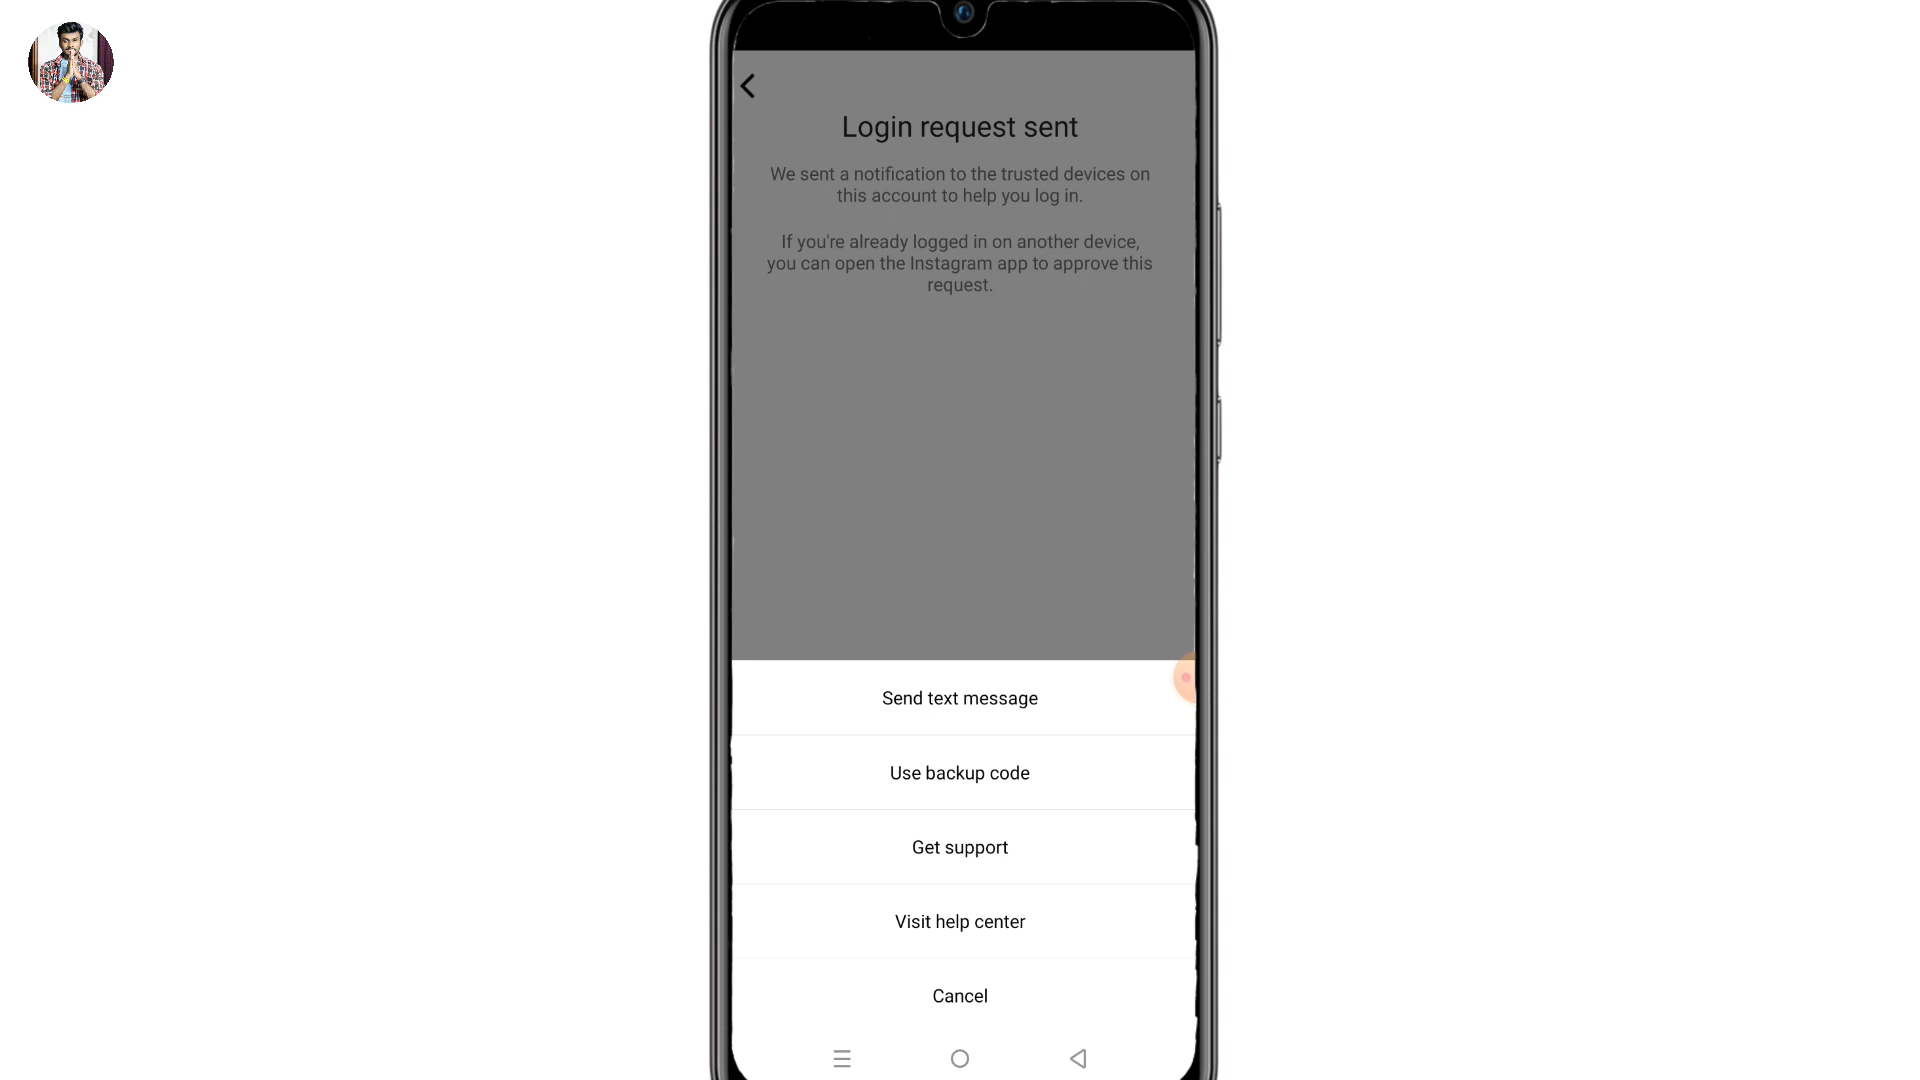 Login request sent
We sent a notification to the trusted devices on
this account to help you log in.
If you're already logged in on another device,
you can open the Instagram app to approve this
request.
Send text message
Use backup code
Get support
Visit help center
Cancel